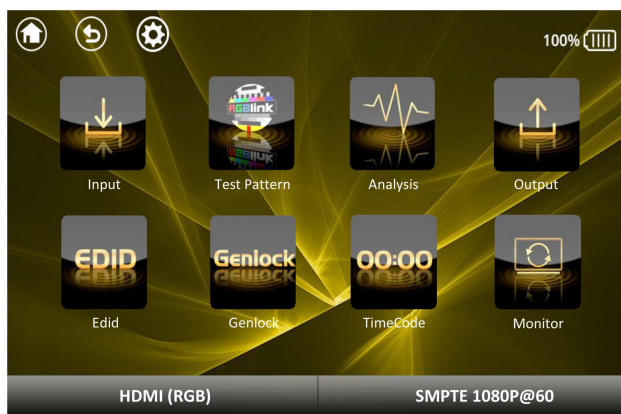 100%
RGBlink
Input Test Pattern Analysis Output
EDID Genlock 00:00
Edid Genlock TimeCode Monitor
HDMI (RGB) SMPTE 1080P@60